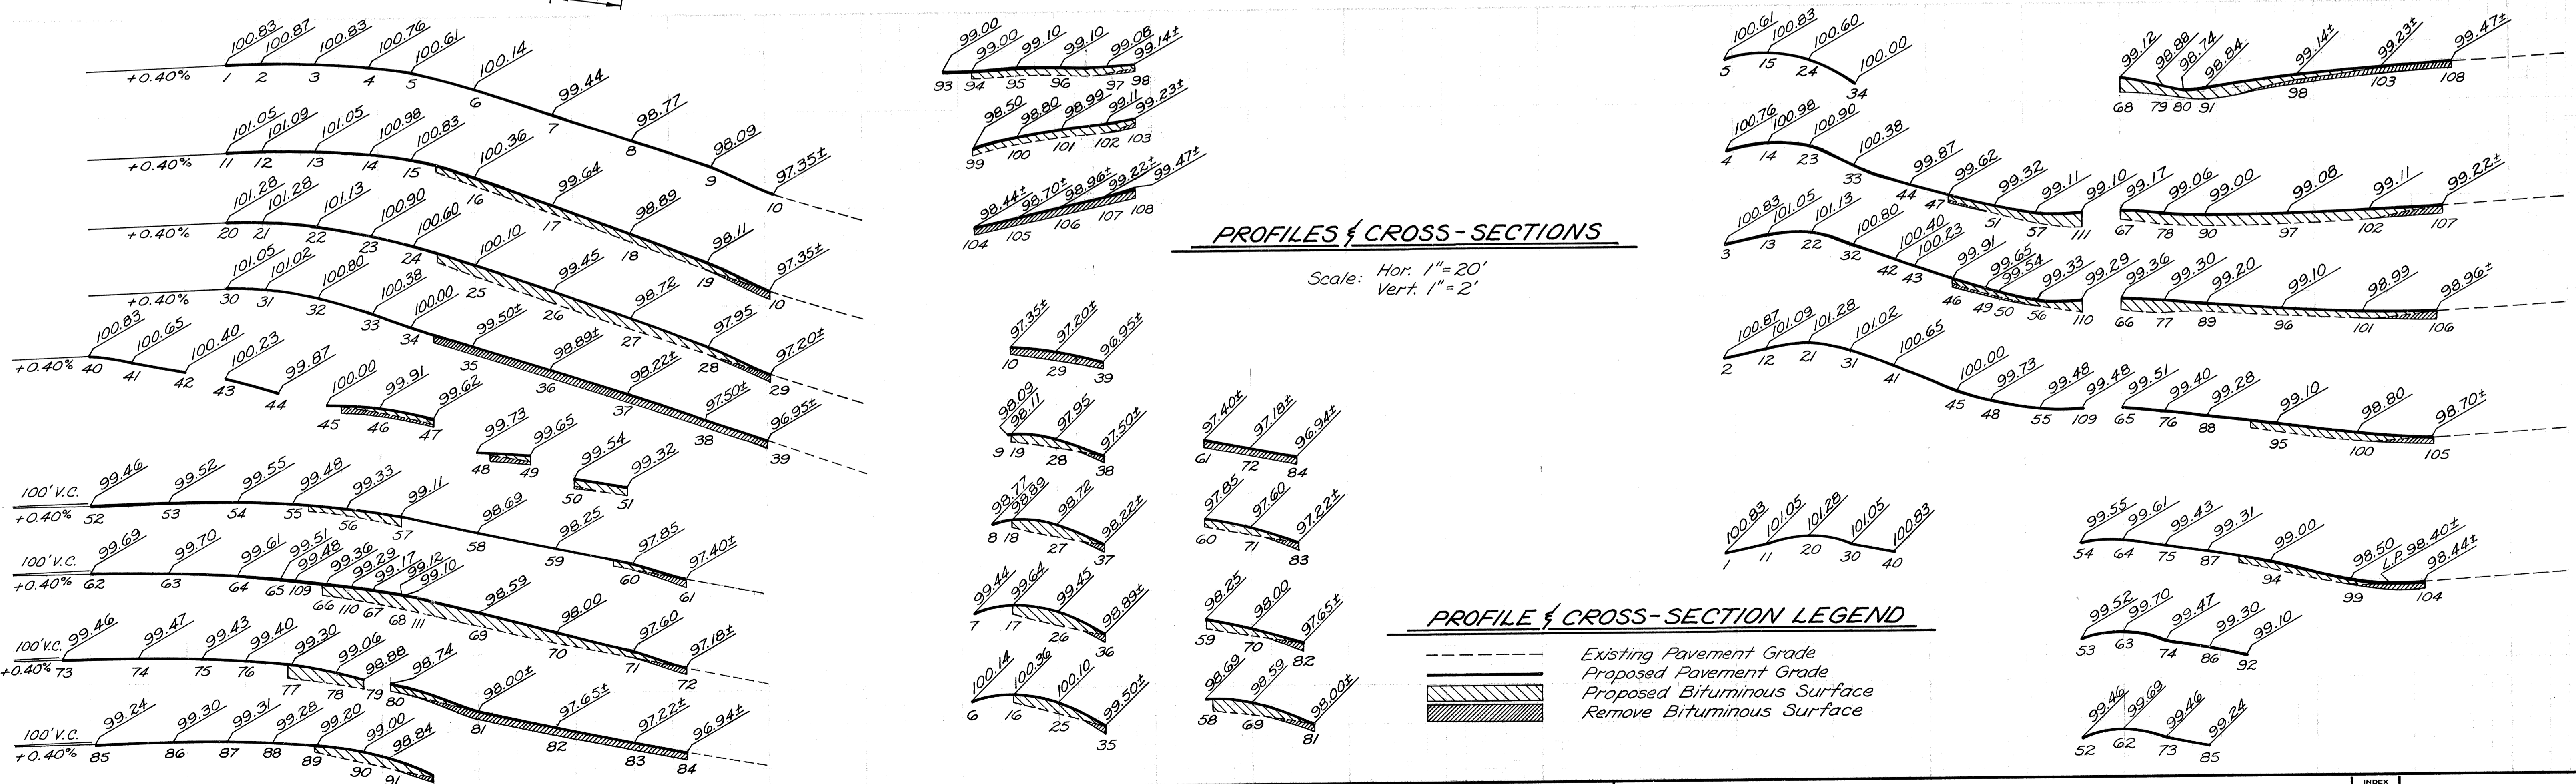 100.83 100.87 100.83 100.76 100.61 100.14 99.44 98.77 98.09 97.35±
+0.40% 1 2 3 4 5 6 7 8 9 10
101.05 101.09 101.05 100.98 100.83 100.36 99.64 98.89 98.11 97.35±
+0.40% 11 12 13 14 15 16 17 18 19 10
101.28 101.28 101.13 100.90 100.60 100.10 99.45 98.72 97.95 97.20±
+0.40% 20 21 22 23 24 25 26 27 28 29
101.05 101.02 100.80 100.38 100.00 99.50± 98.89± 98.22± 97.50± 96.95±
+0.40% 30 31 32 33 34 35 36 37 38 39
100.83 100.65 100.40 100.23 99.87
+0.40% 40 41 42 43 44
100.00 99.91 99.62
45 46 47
99.73 99.65
48 49
99.54 99.32
50 51
99.46 99.52 99.55 99.48 99.33 99.11 98.69 98.25 97.85 97.40±
100' V.C.
+0.40% 52 53 54 55 56 57 58 59 60 61
99.69 99.70 99.61 99.51 99.48 99.36 99.29 99.17 99.12 99.10 98.59 98.00 97.60 97.18±
100' V.C.
+0.40% 62 63 64 65 109 66 110 67 68 111 69 70 71 72
99.46 99.47 99.43 99.40 99.30 99.06 98.88 98.74 98.00± 97.65± 97.22± 96.94±
100' V.C.
+0.40% 73 74 75 76 77 78 79 80 81 82 83 84
99.24 99.30 99.31 99.28 99.20 99.00 98.84
100' V.C.
+0.40% 85 86 87 88 89 90 91
99.00 99.00 99.10 99.10 99.08 99.14±
93 94 95 96 97 98
98.50 98.80 98.99 99.11 99.23±
99 100 101 102 103
98.44± 98.70± 98.96± 99.22± 99.47±
104 105 106 107 108
PROFILES & CROSS-SECTIONS
Scale: Hor. 1"=20'
Vert. 1"=2'
97.35± 97.20± 96.95±
10 29 39
98.09 98.11 97.95 97.50±
9 19 28 38
98.77 98.89 98.72 98.22±
8 18 27 37
99.44 99.64 99.45 98.89±
7 17 26 36
100.14 100.36 100.10 99.50±
6 16 25 35
97.40± 97.18± 96.94±
61 72 84
97.85 97.60 97.22±
60 71 83
98.25 98.00 97.65±
59 70 82
98.69 98.59 98.00±
58 69 81
PROFILE & CROSS-SECTION LEGEND
Existing Pavement Grade
Proposed Pavement Grade
Proposed Bituminous Surface
Remove Bituminous Surface
100.61 100.83 100.60 100.00
5 15 24 34
100.76 100.98 100.90 100.38 99.87 99.62 99.32 99.11 99.10
4 14 23 33 44 47 51 57 111
100.83 101.05 101.13 100.80 100.40 100.23 99.91 99.65 99.54 99.33 99.29
3 13 22 32 42 43 46 49 50 56 110
100.87 101.09 101.28 101.02 100.65 100.00 99.73 99.48 99.48
2 12 21 31 41 45 48 55 109
100.83 101.05 101.28 101.05 100.83
1 11 20 30 40
99.12 98.88 98.74 98.84 99.14± 99.23± 99.47±
68 79 80 91 98 103 108
99.17 99.06 99.00 99.08 99.11 99.22±
67 78 90 97 102 107
99.36 99.30 99.20 99.10 98.99 98.96±
66 77 89 96 101 106
99.51 99.40 99.28 99.10 98.80 98.70±
65 76 88 95 100 105
99.55 99.61 99.43 99.31 99.00 98.50 L.P. 98.40± 98.44±
54 64 75 87 94 99 104
99.52 99.70 99.47 99.30 99.10
53 63 74 86 92
99.46 99.69 99.46 99.24
52 62 73 85
INDEX